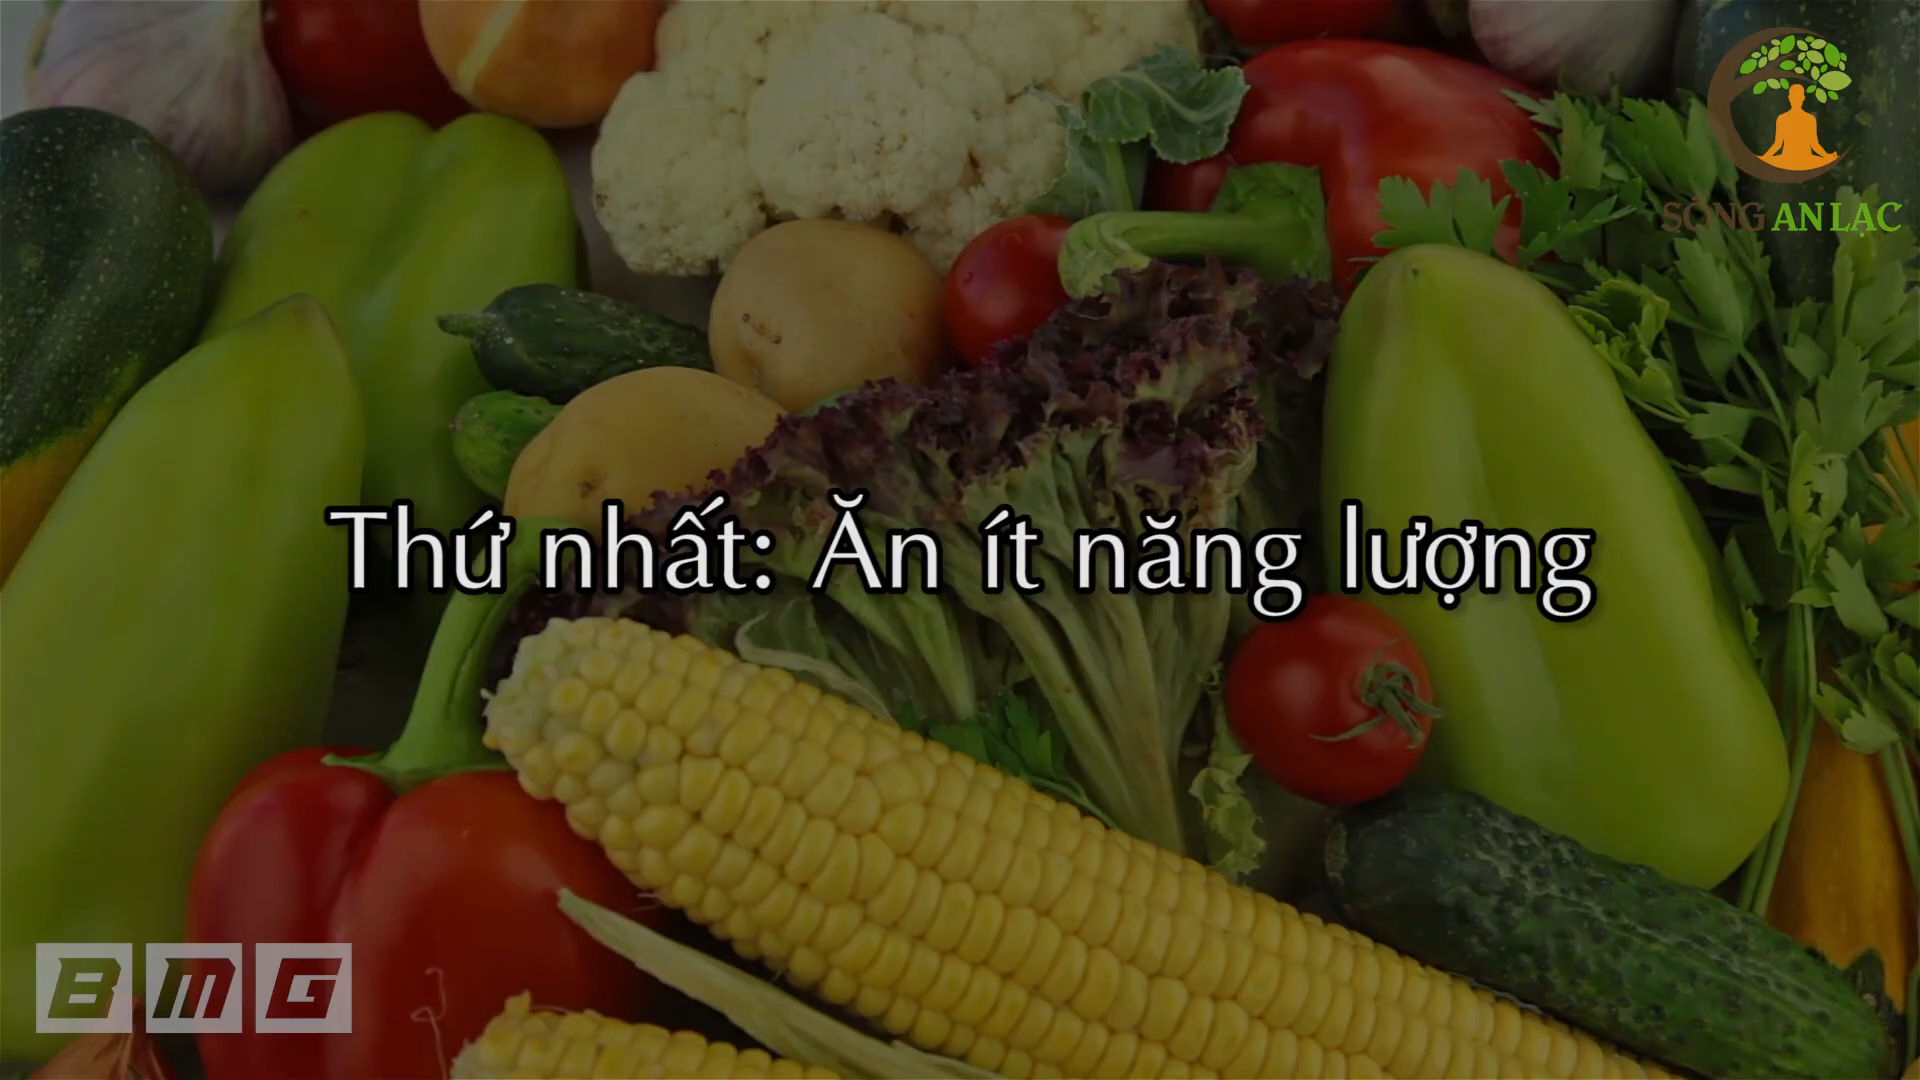 SỐNG AN LẠC
Thứ nhất: Ăn ít năng lượng
BMG